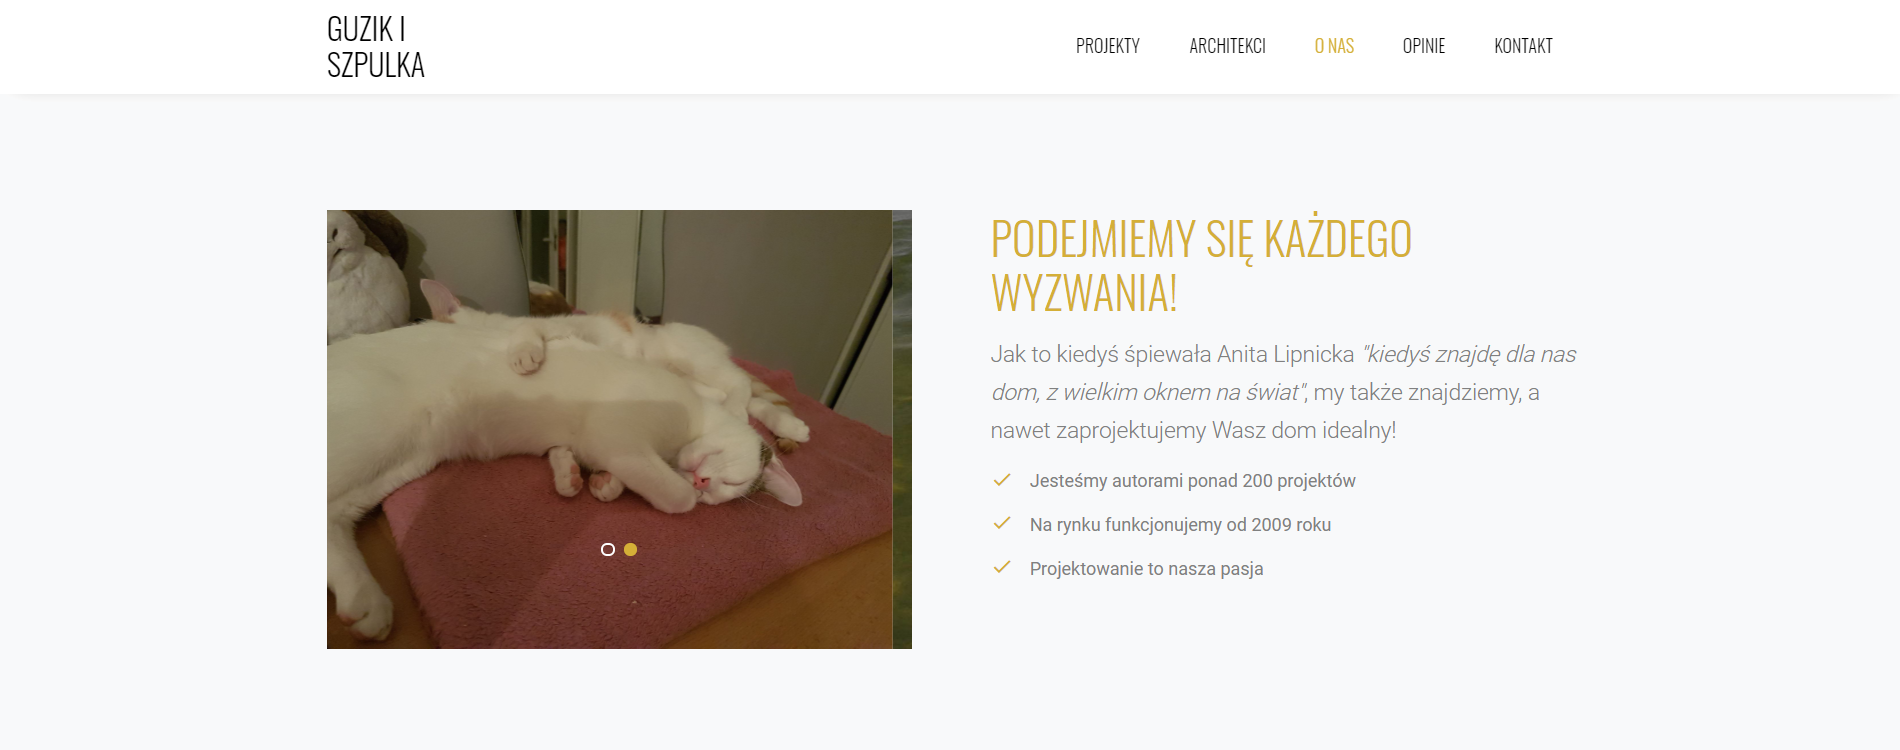 GUZIK I
SZPULKA
PROJEKTY
ARCHITEKCI
O NAS
OPINIE
KONTAKT
PODEJMIEMY SIĘ KAŻDEGO
WYZWANIA!
Jak to kiedyś śpiewała Anita Lipnicka "kiedyś znajdę dla nas
dom, z wielkim oknem na świat", my także znajdziemy, a
nawet zaprojektujemy Wasz dom idealny!
Jesteśmy autorami ponad 200 projektów
Na rynku funkcjonujemy od 2009 roku
Projektowanie to nasza pasja